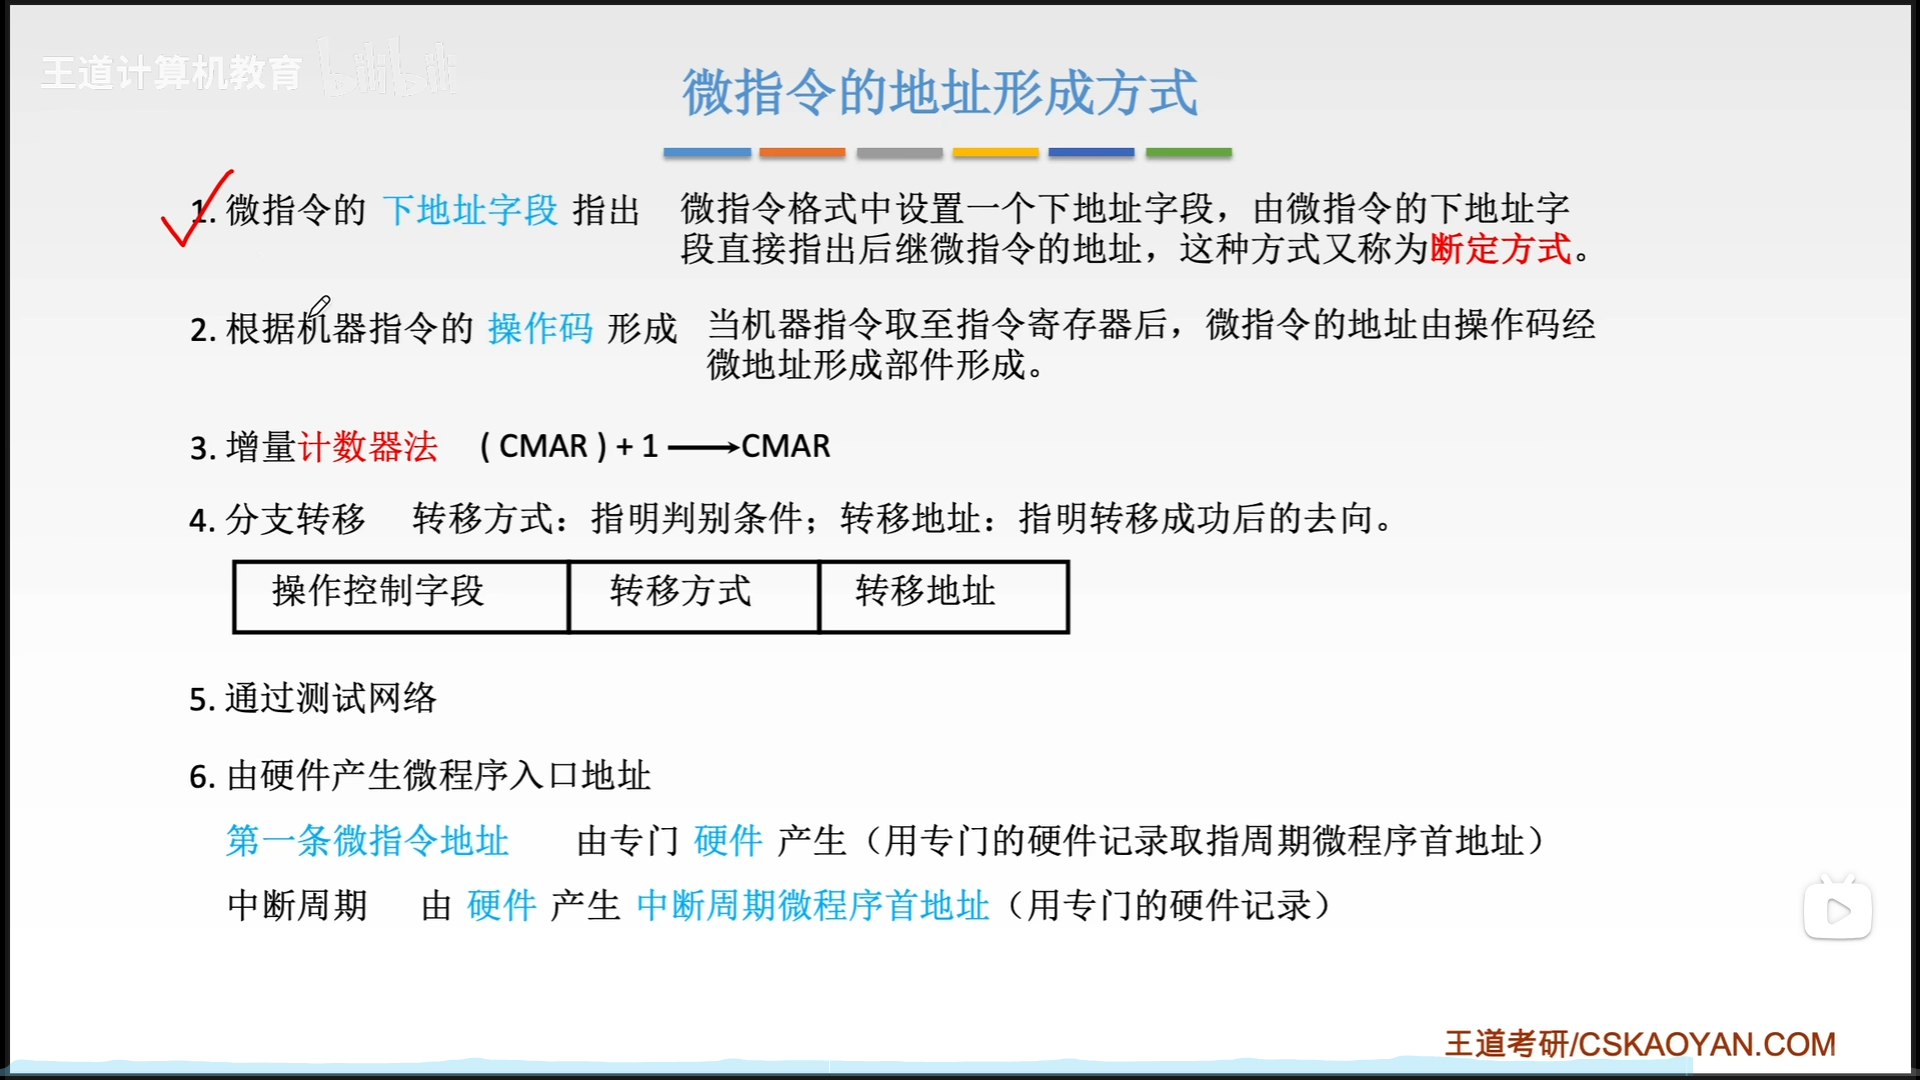 王道计算机教育 bilibili
微指令的地址形成方式
1. 微指令的 下地址字段 指出
微指令格式中设置一个下地址字段，由微指令的下地址字
段直接指出后继微指令的地址，这种方式又称为断定方式。
2. 根据机器指令的 操作码 形成
当机器指令取至指令寄存器后，微指令的地址由操作码经
微地址形成部件形成。
3. 增量计数器法 ( CMAR ) + 1 ⟶CMAR
4. 分支转移 转移方式：指明判别条件；转移地址：指明转移成功后的去向。
操作控制字段 转移方式 转移地址
5. 通过测试网络
6. 由硬件产生微程序入口地址
第一条微指令地址 由专门 硬件 产生（用专门的硬件记录取指周期微程序首地址）
中断周期 由 硬件 产生 中断周期微程序首地址（用专门的硬件记录）
王道考研/CSKAOYAN.COM